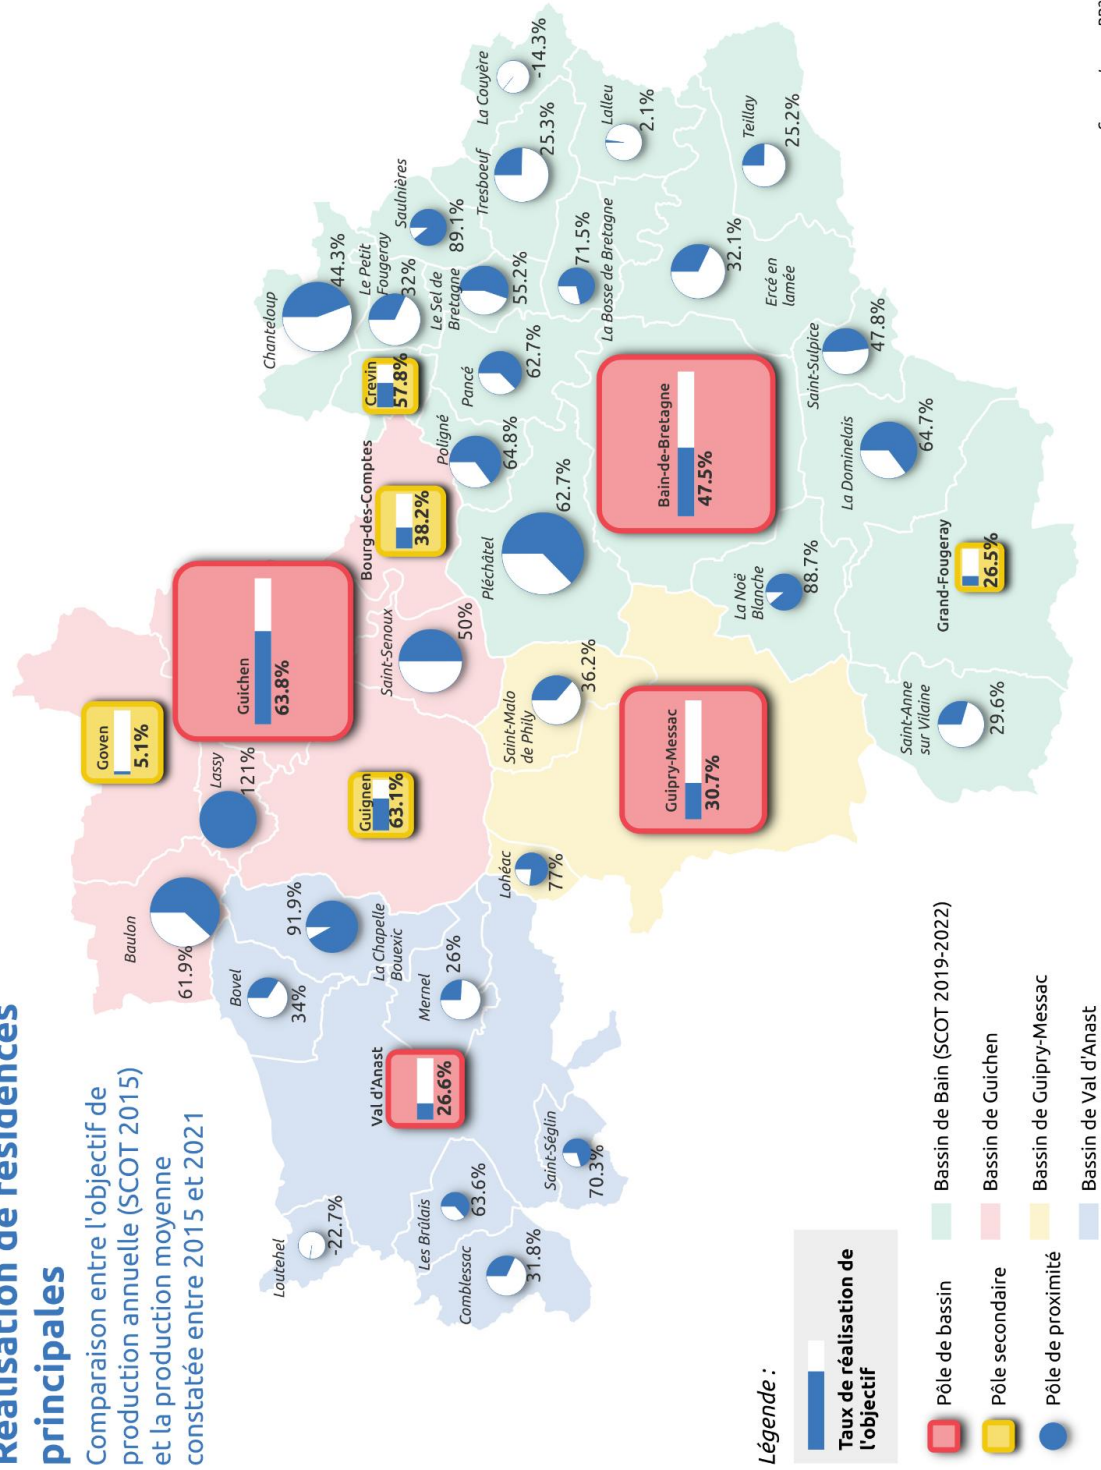 Réalisation de résidences
principales
Comparaison entre l'objectif de
production annuelle (SCOT 2015)
et la production moyenne
constatée entre 2015 et 2021
Goven
5.1%
Guichen
63.8%
Lassy
121%
Baulon
61.9%
Guignen
63.1%
Bourg-des-Comptes
38.2%
Saint-Senoux
50%
Chanteloup
44.3%
Le Petit
Fougeray
32%
Crevin
57.8%
Saulnières
89.1%
Le Sel de
Bretagne
55.2%
La Couyère
-14.3%
Tresboeuf
25.3%
Lalleu
2.1%
Teillay
25.2%
La Bosse de Bretagne
71.5%
Ercé en
lamée
32.1%
Pancé
62.7%
Poligné
64.8%
Pléchâtel
62.7%
Bain-de-Bretagne
47.5%
Saint-Sulpice
47.8%
La Dominelais
64.7%
La Noë
Blanche
88.7%
Grand-Fougeray
26.5%
Saint-Anne
sur Vilaine
29.6%
Saint-Malo
de Phily
36.2%
Guipry-Messac
30.7%
Lohéac
77%
La Chapelle
Bouexic
91.9%
Bovel
34%
Mernel
26%
Val d'Anast
26.6%
Loutehel
-22.7%
Les Brûlais
63.6%
Comblessac
31.8%
Saint-Séglin
70.3%
Légende :
Taux de réalisation de
l'objectif
Pôle de bassin
Pôle secondaire
Pôle de proximité
Bassin de Bain (SCOT 2019-2022)
Bassin de Guichen
Bassin de Guipry-Messac
Bassin de Val d'Anast